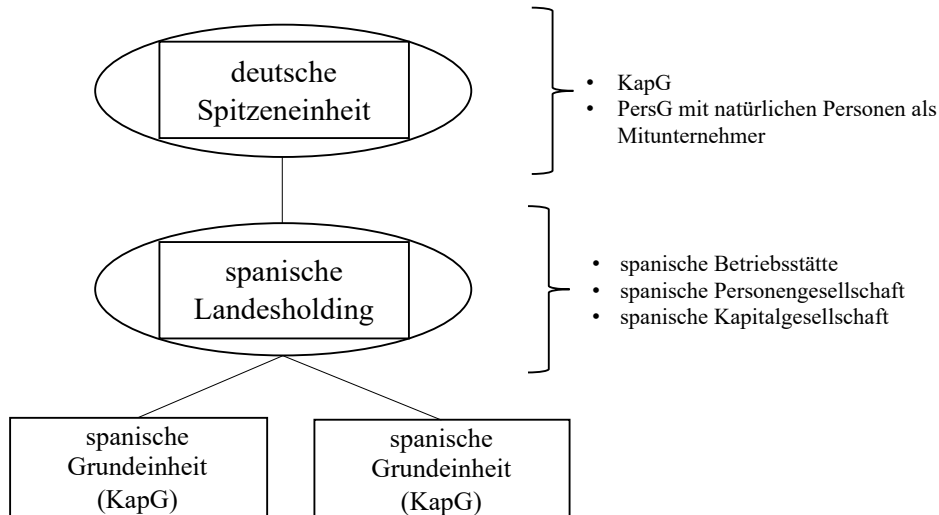 deutsche
Spitzeneinheit
• KapG
• PersG mit natürlichen Personen als
Mitunternehmer
spanische
Landesholding
• spanische Betriebsstätte
• spanische Personengesellschaft
• spanische Kapitalgesellschaft
spanische
Grundeinheit
(KapG)
spanische
Grundeinheit
(KapG)